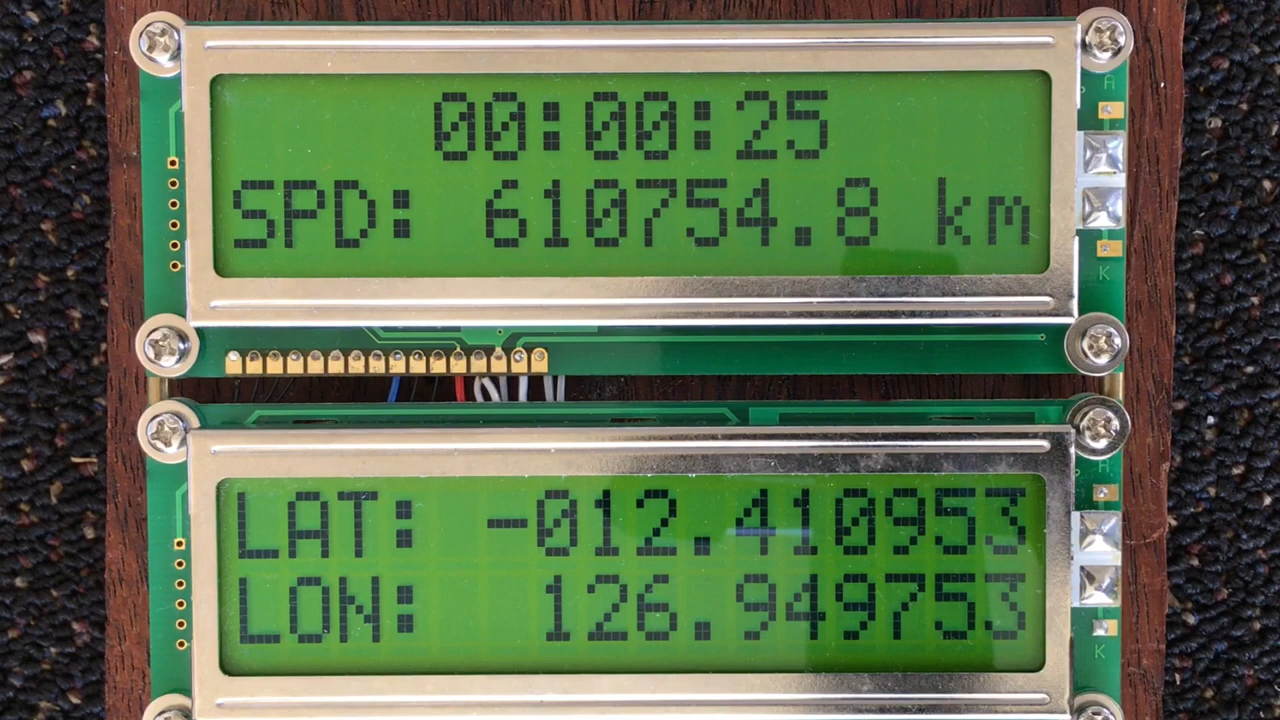 00:00:25
SPD: 610754.8 km
A
K
LAT: -012.410953
LON: 126.949753
A
K